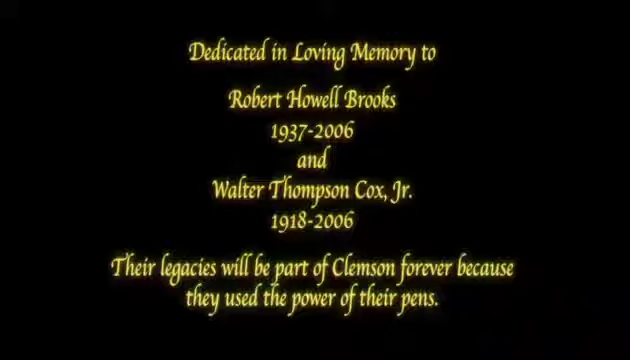 Dedicated in Loving Memory to
Robert Howell Brooks
1937-2006
and
Walter Thompson Cox, Jr.
1918-2006
Their legacies will be part of Clemson forever because
they used the power of their pens.